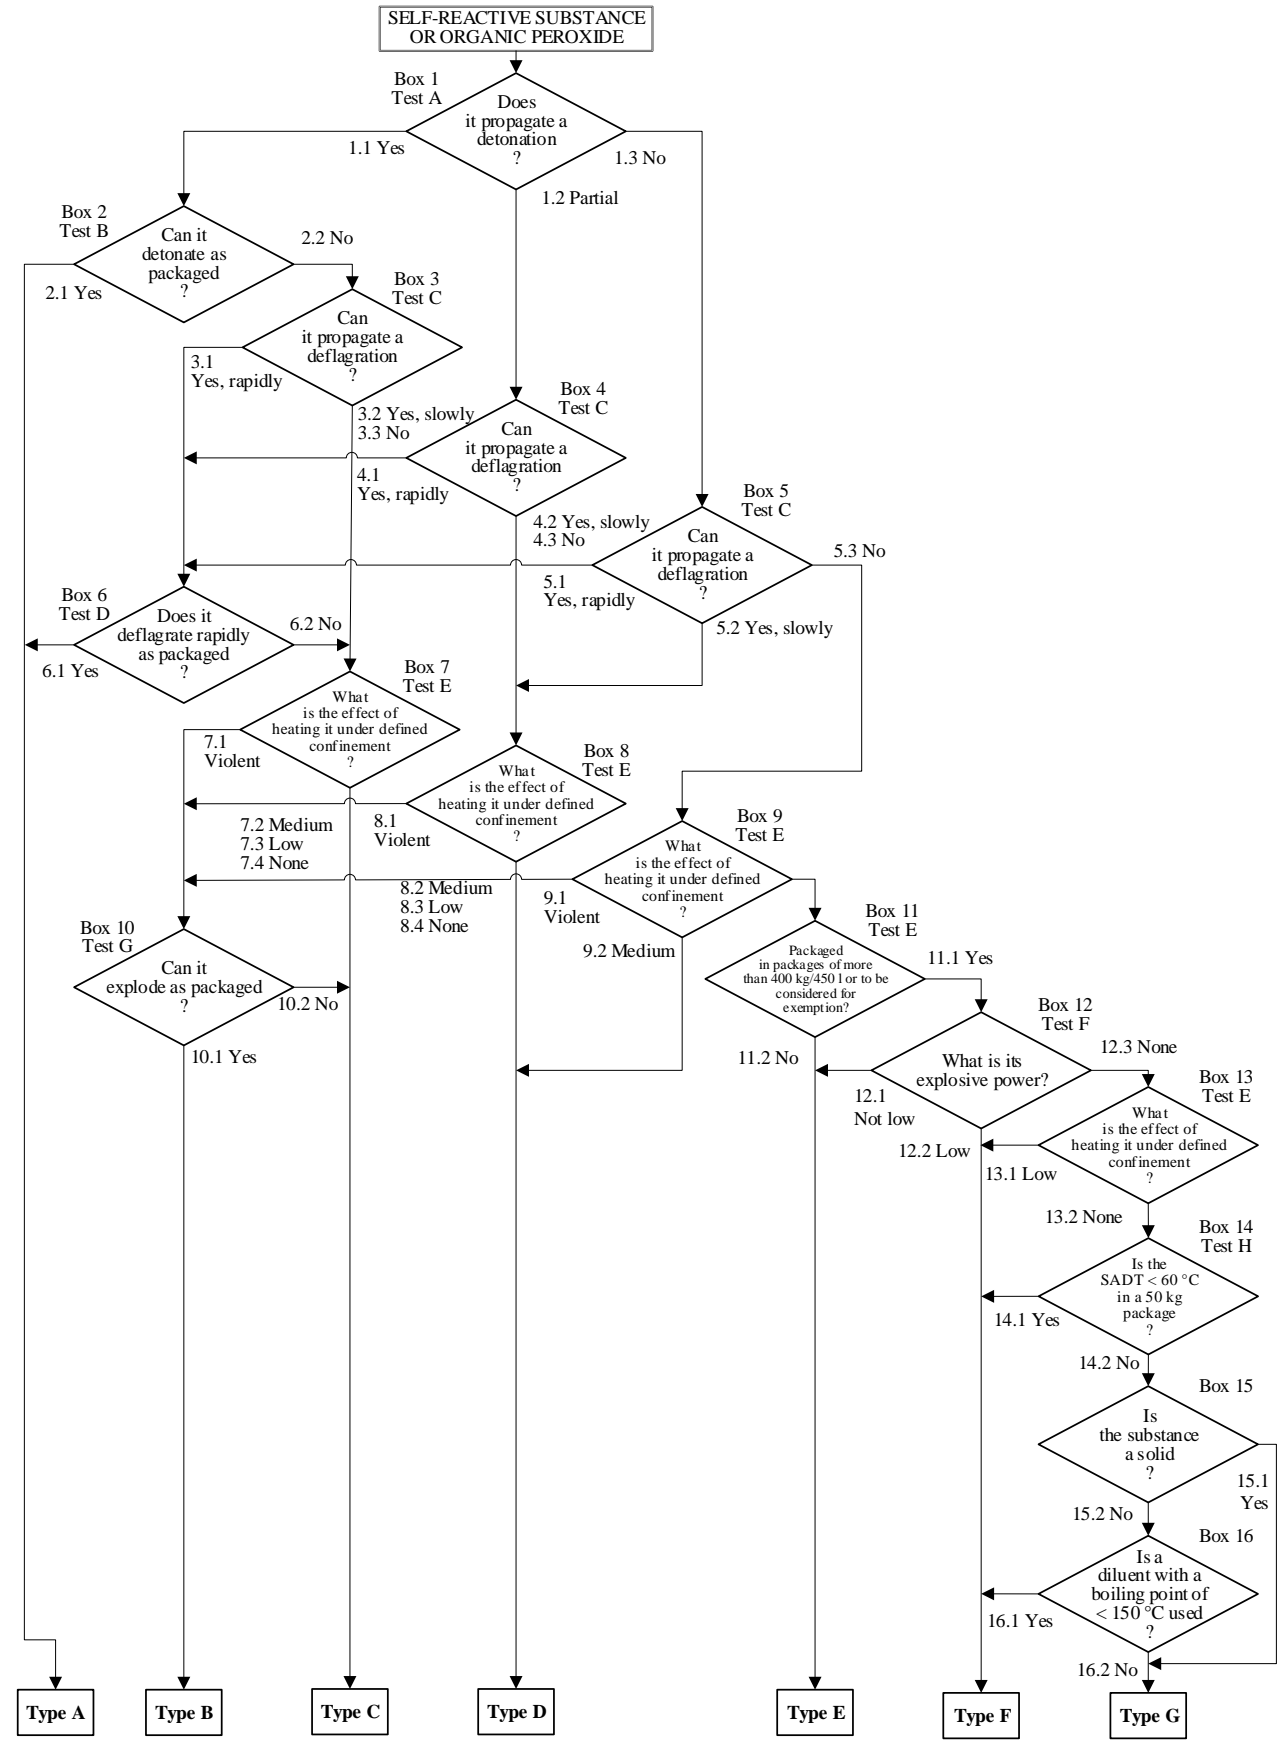 SELF-REACTIVE SUBSTANCE
OR ORGANIC PEROXIDE
Box 1
Test A
Does
it propagate a
detonation
?
1.1 Yes
1.3 No
1.2 Partial
Box 2
Test B
Can it
detonate as
packaged
?
2.2 No
2.1 Yes
Box 3
Test C
Can
it propagate a
deflagration
?
3.1
Yes, rapidly
3.2 Yes, slowly
3.3 No
Box 4
Test C
Can
it propagate a
deflagration
?
4.1
Yes, rapidly
4.2 Yes, slowly
4.3 No
Box 5
Test C
Can
it propagate a
deflagration
?
5.3 No
5.1
Yes, rapidly
5.2 Yes, slowly
Box 6
Test D
Does it
deflagrate rapidly
as packaged
?
6.2 No
6.1 Yes
Box 7
Test E
What
is the effect of
heating it under defined
confinement
?
7.1
Violent
7.2 Medium
7.3 Low
7.4 None
Box 8
Test E
What
is the effect of
heating it under defined
confinement
?
8.1
Violent
8.2 Medium
8.3 Low
8.4 None
Box 9
Test E
What
is the effect of
heating it under defined
confinement
?
9.1
Violent
9.2 Medium
Box 10
Test G
Can it
explode as packaged
?
10.2 No
10.1 Yes
Box 11
Test E
Packaged
in packages of more
than 400 kg/450 l or to be
considered for
exemption?
11.1 Yes
11.2 No
Box 12
Test F
What is its
explosive power?
12.3 None
12.1
Not low
12.2 Low
Box 13
Test E
What
is the effect of
heating it under defined
confinement
?
13.1 Low
13.2 None
Box 14
Test H
Is the
SADT < 60 °C
in a 50 kg
package
?
14.1 Yes
14.2 No
Box 15
Is
the substance
a solid
?
15.1
Yes
15.2 No
Box 16
Is a
diluent with a
boiling point of
< 150 °C used
?
16.1 Yes
16.2 No
Type A
Type B
Type C
Type D
Type E
Type F
Type G